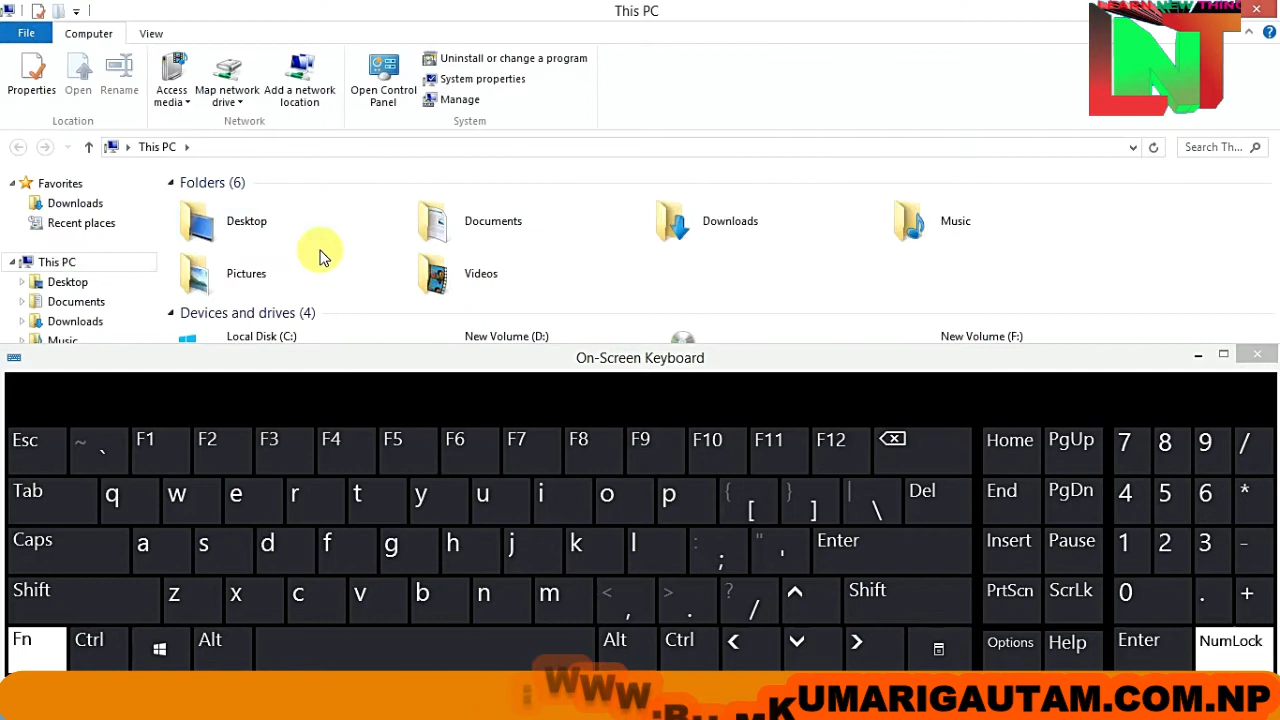 This PC
LEARN NEW THING
File Computer View
Properties Open Rename Access media Map network drive Add a network location Open Control Panel Uninstall or change a program
System properties
Manage
Location Network System
This PC Search Th...
Favorites
Downloads
Recent places
This PC
Desktop
Documents
Downloads
Music
Folders (6)
Desktop Documents Downloads Music
Pictures Videos
Devices and drives (4)
Local Disk (C:) New Volume (D:) New Volume (F:)
On-Screen Keyboard
Esc ~ ` F1 F2 F3 F4 F5 F6 F7 F8 F9 F10 F11 F12 Home PgUp 7 8 9 /
Tab q w e r t y u i o p { [ } ] | \ Del End PgDn 4 5 6 *
Caps a s d f g h j k l : ; " ' Enter Insert Pause 1 2 3 -
Shift z x c v b n m < , > . ? / Shift PrtScn ScrLk 0 . +
Fn Ctrl Alt Alt Ctrl Options Help Enter NumLock
www.
KUMARIGAUTAM.COM.NP